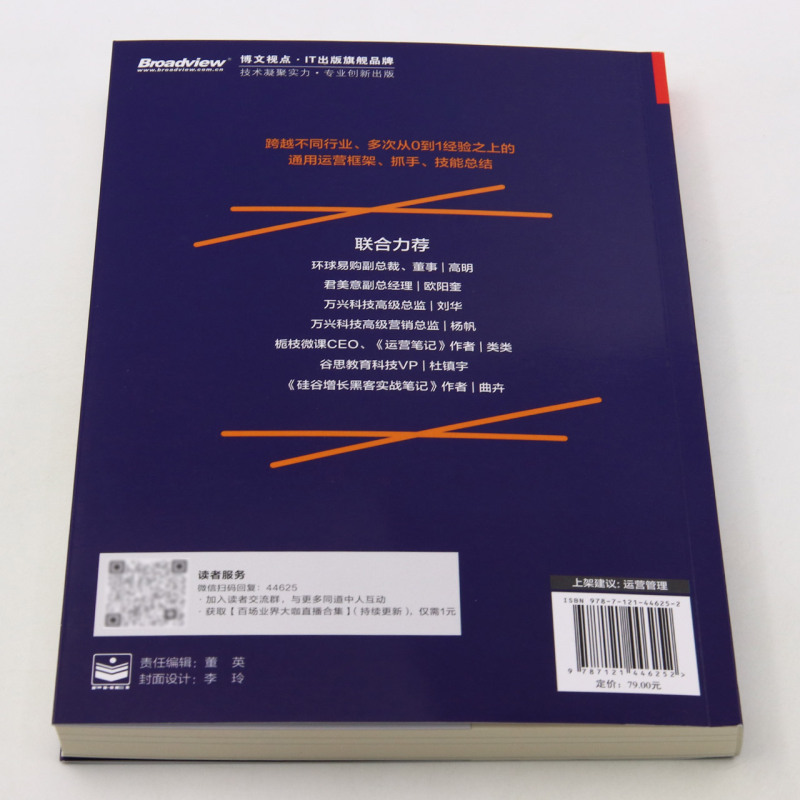 Broadview®
www.broadview.com.cn
博文视点·IT出版旗舰品牌
技术凝聚实力·专业创新出版
跨越不同行业、多次从0到1经验之上的
通用运营框架、抓手、技能总结
联合力荐
环球易购副总裁、董事|高明
君美意副总经理|欧阳奎
万兴科技高级总监|刘华
万兴科技高级营销总监|杨帆
栀枝微课CEO、《运营笔记》作者|类类
谷思教育科技VP|杜镇宇
《硅谷增长黑客实战笔记》作者|曲卉
读者服务
微信扫码回复：44625
·加入读者交流群，与更多同道中人互动
·获取【百场业界大咖直播合集】（持续更新），仅需1元
责任编辑：董 英
封面设计：李 玲
上架建议：运营管理
ISBN 978-7-121-44625-2
9 787121 446252 >
定价：79.00元